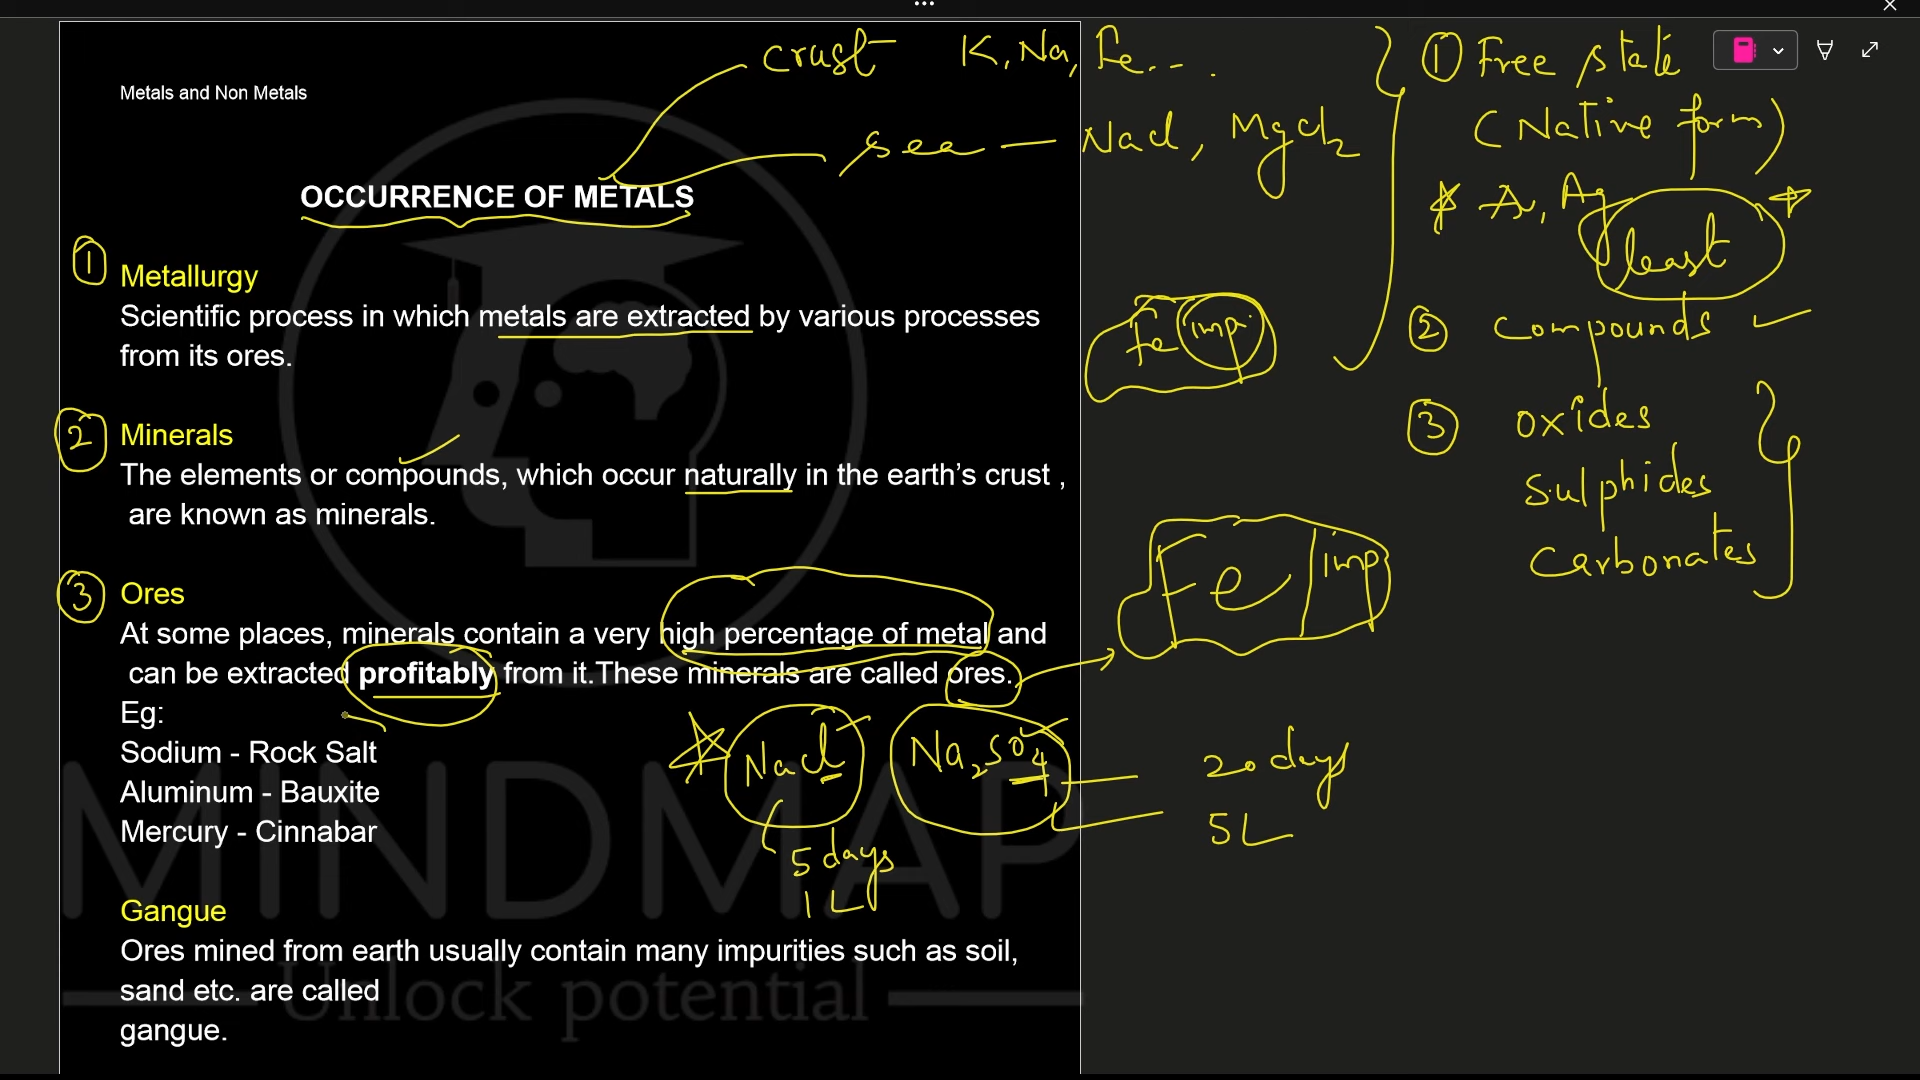 crust K, Na, Fe...
Metals and Non Metals
sea — Nacl, Mgcl2
OCCURRENCE OF METALS
1 Metallurgy
Scientific process in which metals are extracted by various processes
from its ores.
2 Minerals
The elements or compounds, which occur naturally in the earth's crust ,
are known as minerals.
3 Ores
At some places, minerals contain a very high percentage of metal and
can be extracted profitably from it.These minerals are called ores.
Eg:
Sodium - Rock Salt
Aluminum - Bauxite
Mercury - Cinnabar
Nacl Na2SO4
5 days
1 L
20 days
5L
Gangue
Ores mined from earth usually contain many impurities such as soil,
sand etc. are called
gangue.
MINDMAP
Unlock potential
Fe imp.
Fe imp
1 Free state
(Native form)
Ag
least
2 compounds
3 oxides
sulphides
carbonates